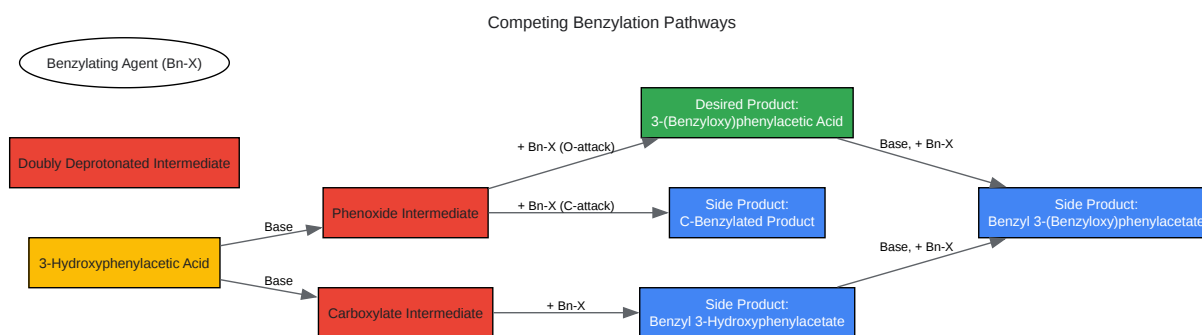 Competing Benzylation Pathways
Benzylating Agent (Bn-X)
Doubly Deprotonated Intermediate
3-Hydroxyphenylacetic Acid
Base
Base
Phenoxide Intermediate
Carboxylate Intermediate
+ Bn-X (O-attack)
+ Bn-X (C-attack)
+ Bn-X
Desired Product:
3-(Benzyloxy)phenylacetic Acid
Side Product:
C-Benzylated Product
Side Product:
Benzyl 3-Hydroxyphenylacetate
Base, + Bn-X
Base, + Bn-X
Side Product:
Benzyl 3-(Benzyloxy)phenylacetate